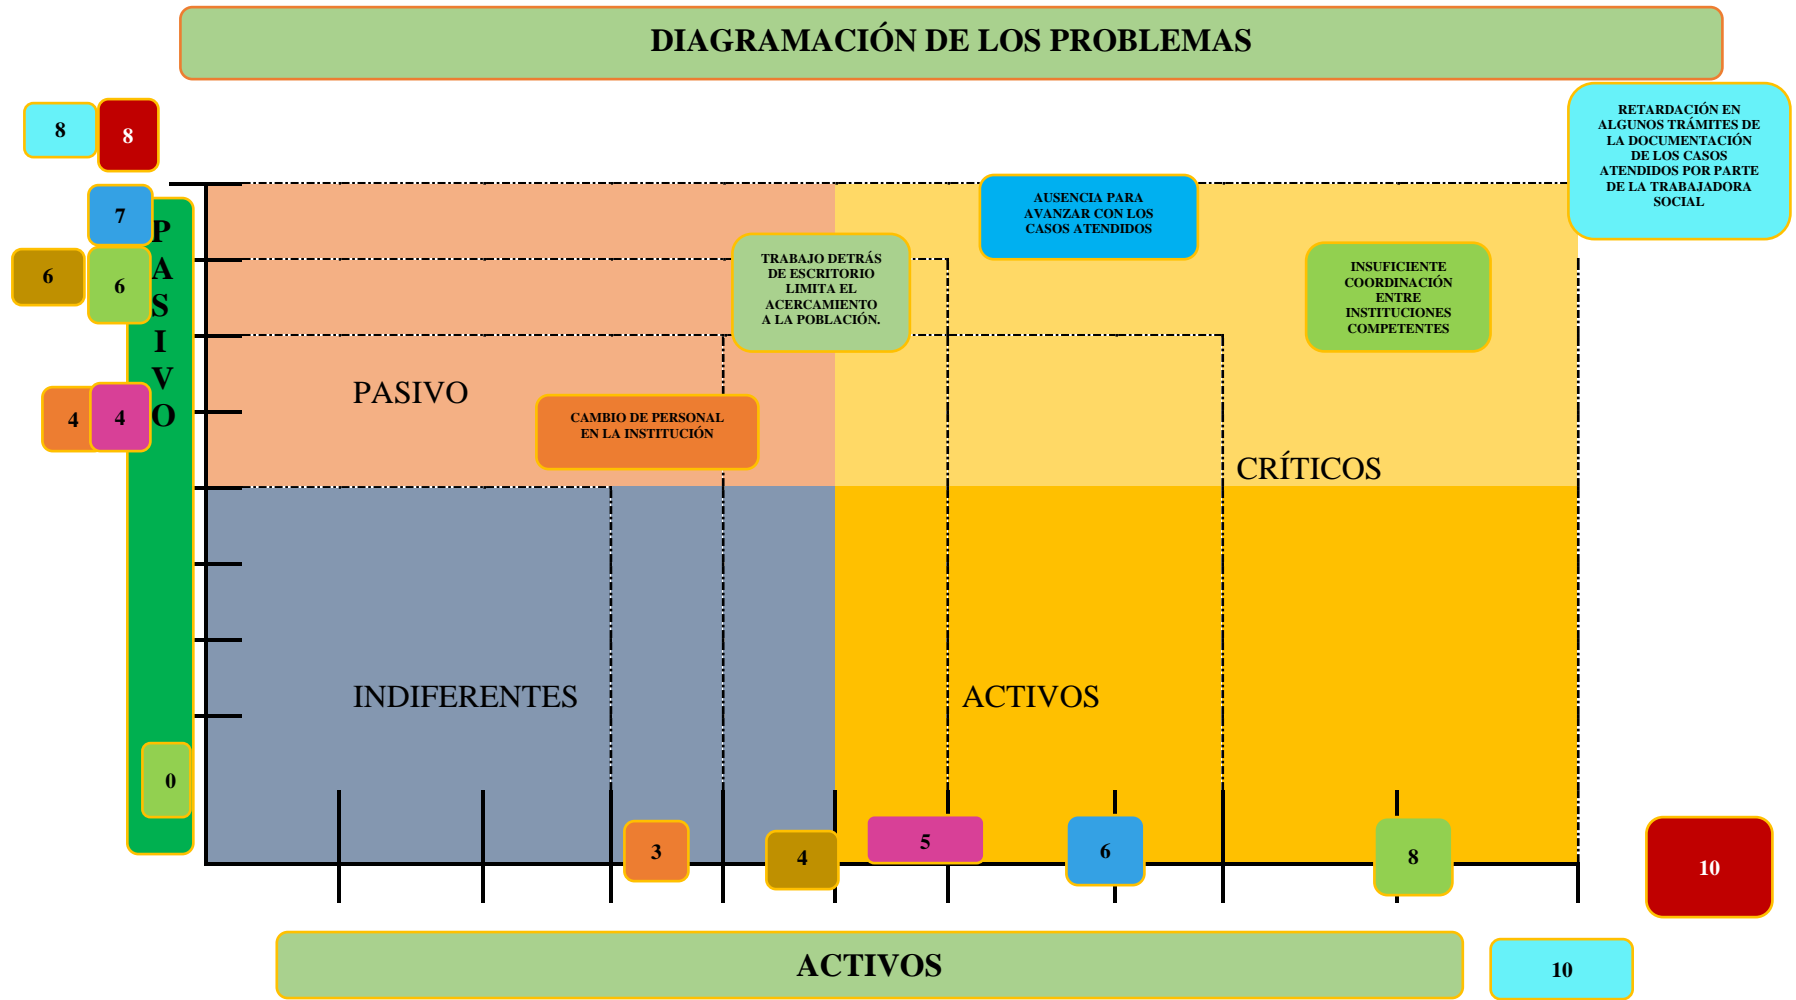 DIAGRAMACIÓN DE LOS PROBLEMAS
RETARDACIÓN EN
ALGUNOS TRÁMITES DE
LA DOCUMENTACIÓN
DE LOS CASOS
ATENDIDOS POR PARTE
DE LA TRABAJADORA
SOCIAL
8
8
7
6
6
4
4
0
P
A
S
I
V
O
AUSENCIA PARA
AVANZAR CON LOS
CASOS ATENDIDOS
TRABAJO DETRÁS
DE ESCRITORIO
LIMITA EL
ACERCAMIENTO
A LA POBLACIÓN.
INSUFICIENTE
COORDINACIÓN
ENTRE
INSTITUCIONES
COMPETENTES
PASIVO
CAMBIO DE PERSONAL
EN LA INSTITUCIÓN
CRÍTICOS
INDIFERENTES
ACTIVOS
3
4
5
6
8
10
ACTIVOS
10